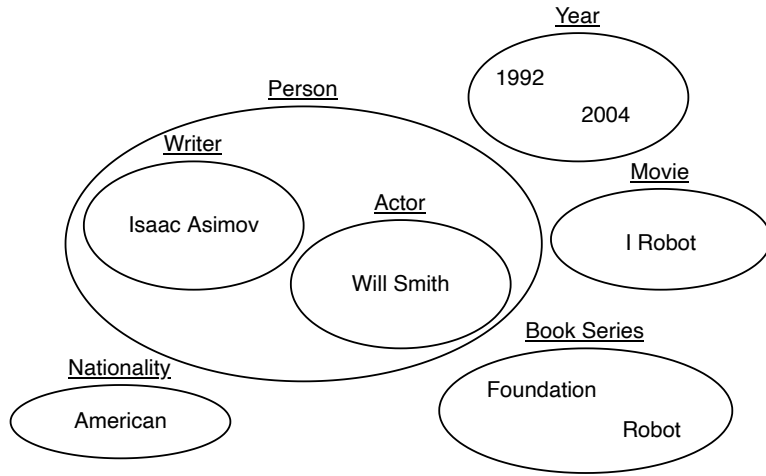 Year
1992
2004
Person
Writer
Isaac Asimov
Actor
Will Smith
Movie
I Robot
Book Series
Foundation
Robot
Nationality
American